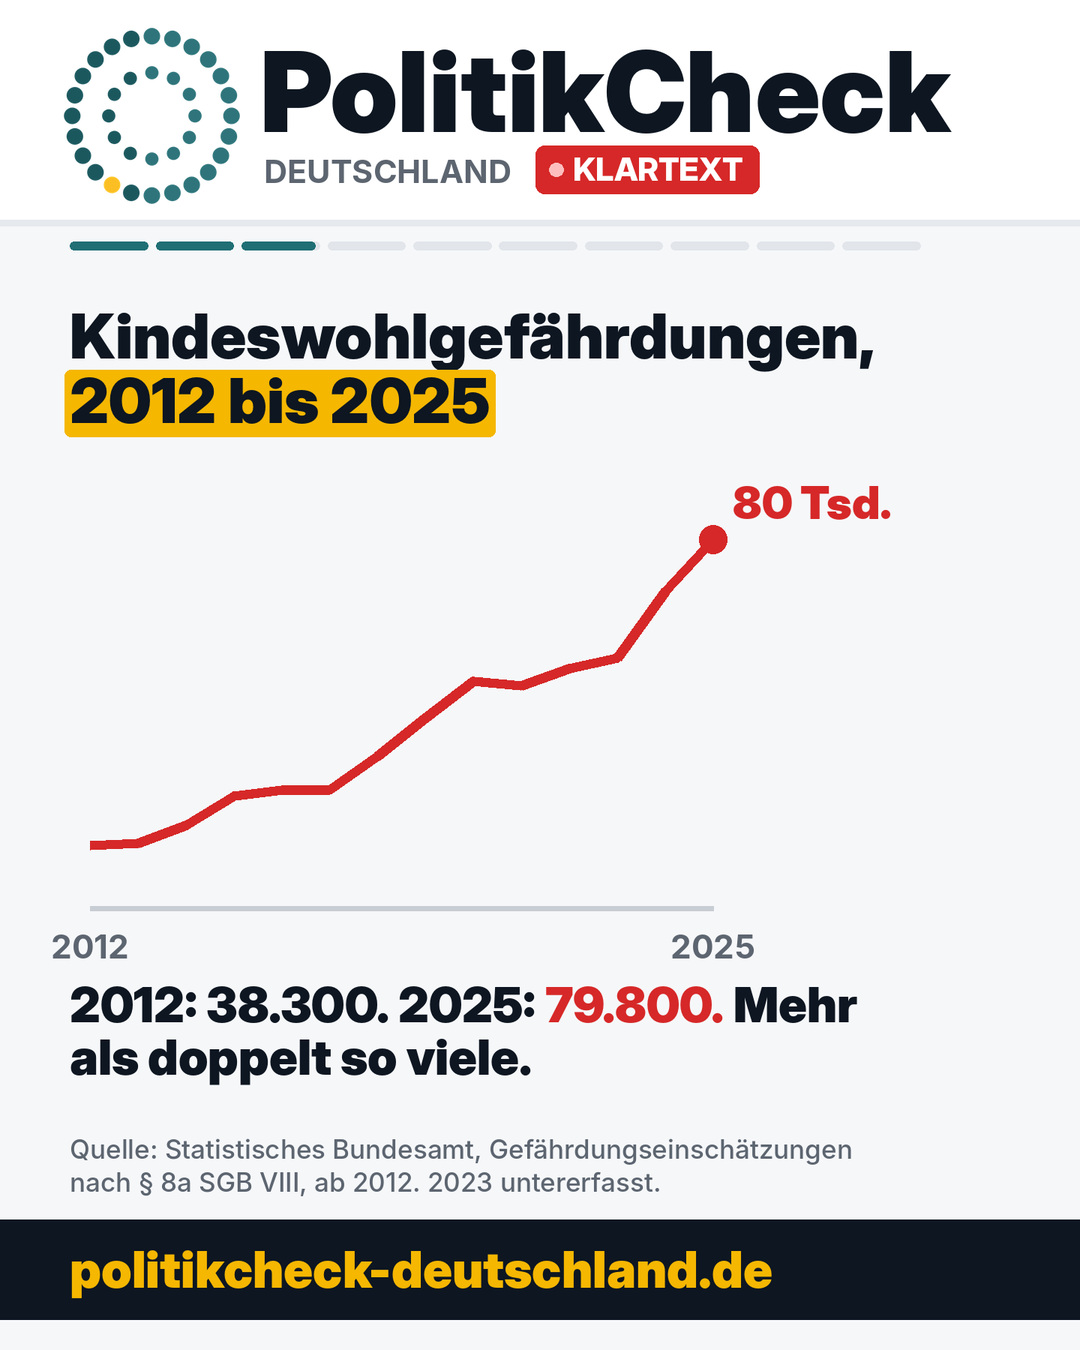 PolitikCheck
DEUTSCHLAND
KLARTEXT
Kindeswohlgefährdungen,
2012 bis 2025
80 Tsd.
2012
2025
2012: 38.300. 2025: 79.800. Mehr
als doppelt so viele.
Quelle: Statistisches Bundesamt, Gefährdungseinschätzungen
nach § 8a SGB VIII, ab 2012. 2023 untererfasst.
politikcheck-deutschland.de